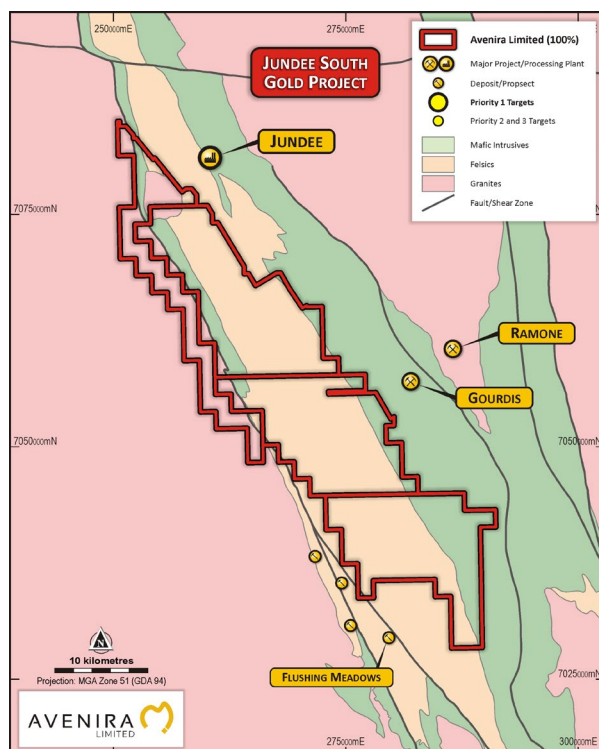 250000mE
275000mE
JUNDEE SOUTH
GOLD PROJECT
Avenira Limited (100%)
Major Project/Processing Plant
Deposit/Propsect
Priority 1 Targets
Priority 2 and 3 Targets
Mafic Intrusives
Felsics
Granites
Fault/Shear Zone
JUNDEE
7075000mN
RAMONE
GOURDIS
7050000mN
7050000mN
FLUSHING MEADOWS
N
10 kilometres
Projection: MGA Zone 51 (GDA 94)
7025000mN
AVENIRA
LIMITED
275000mE
300000mE